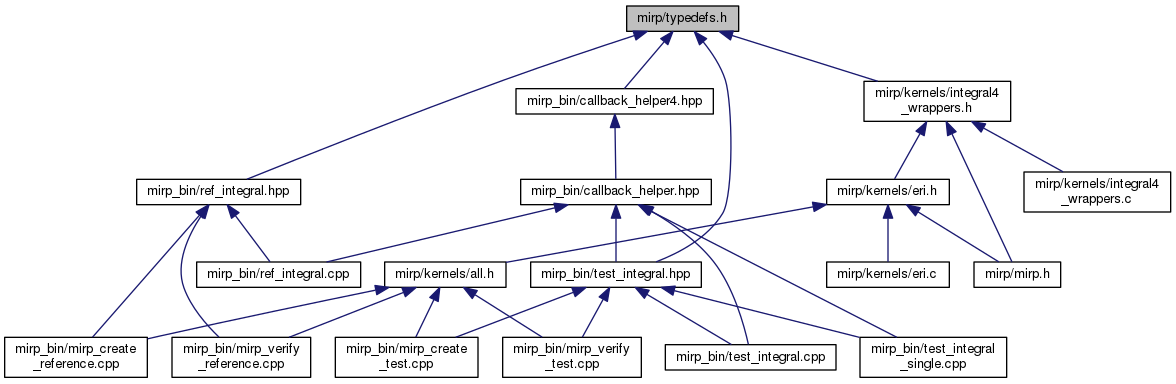 mirp/typedefs.h
mirp_bin/callback_helper4.hpp
mirp/kernels/integral4
_wrappers.h
mirp_bin/ref_integral.hpp
mirp_bin/callback_helper.hpp
mirp/kernels/eri.h
mirp/kernels/integral4
_wrappers.c
mirp_bin/ref_integral.cpp
mirp/kernels/all.h
mirp_bin/test_integral.hpp
mirp/kernels/eri.c
mirp/mirp.h
mirp_bin/mirp_create
_reference.cpp
mirp_bin/mirp_verify
_reference.cpp
mirp_bin/mirp_create
_test.cpp
mirp_bin/mirp_verify
_test.cpp
mirp_bin/test_integral.cpp
mirp_bin/test_integral
_single.cpp